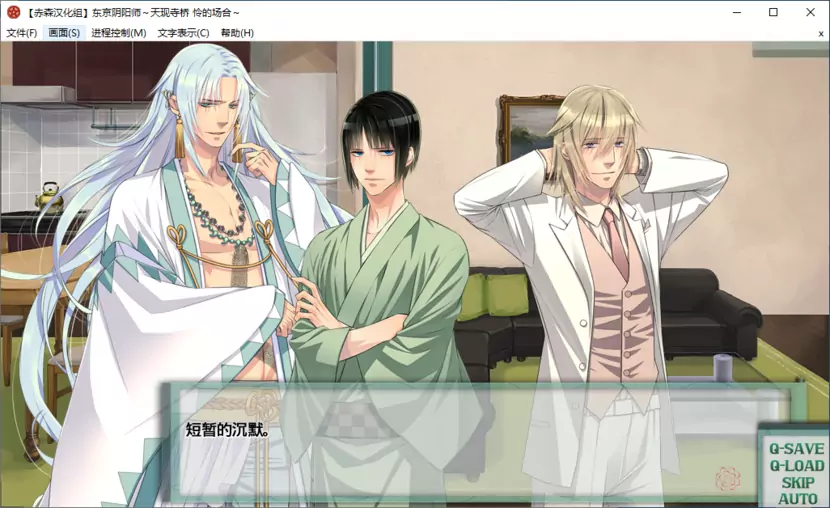 【赤森汉化组】东京阴阳师～天现寺桥 怜的场合～
文件(F) 画面(S) 进程控制(M) 文字表示(C) 帮助(H) x
短暂的沉默。
Q-SAVE
Q-LOAD
SKIP
AUTO